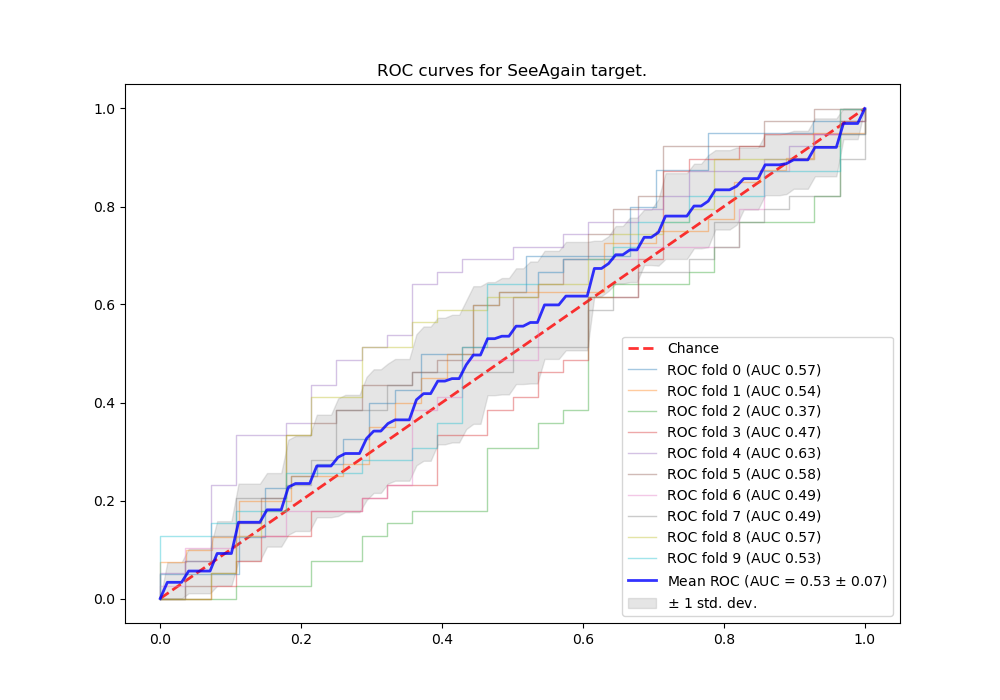 ROC curves for SeeAgain target.
1.0
0.8
0.6
0.4
0.2
0.0
0.0
0.2
0.4
0.6
0.8
1.0
Chance
ROC fold 0 (AUC 0.57)
ROC fold 1 (AUC 0.54)
ROC fold 2 (AUC 0.37)
ROC fold 3 (AUC 0.47)
ROC fold 4 (AUC 0.63)
ROC fold 5 (AUC 0.58)
ROC fold 6 (AUC 0.49)
ROC fold 7 (AUC 0.49)
ROC fold 8 (AUC 0.57)
ROC fold 9 (AUC 0.53)
Mean ROC (AUC = 0.53 ± 0.07)
± 1 std. dev.